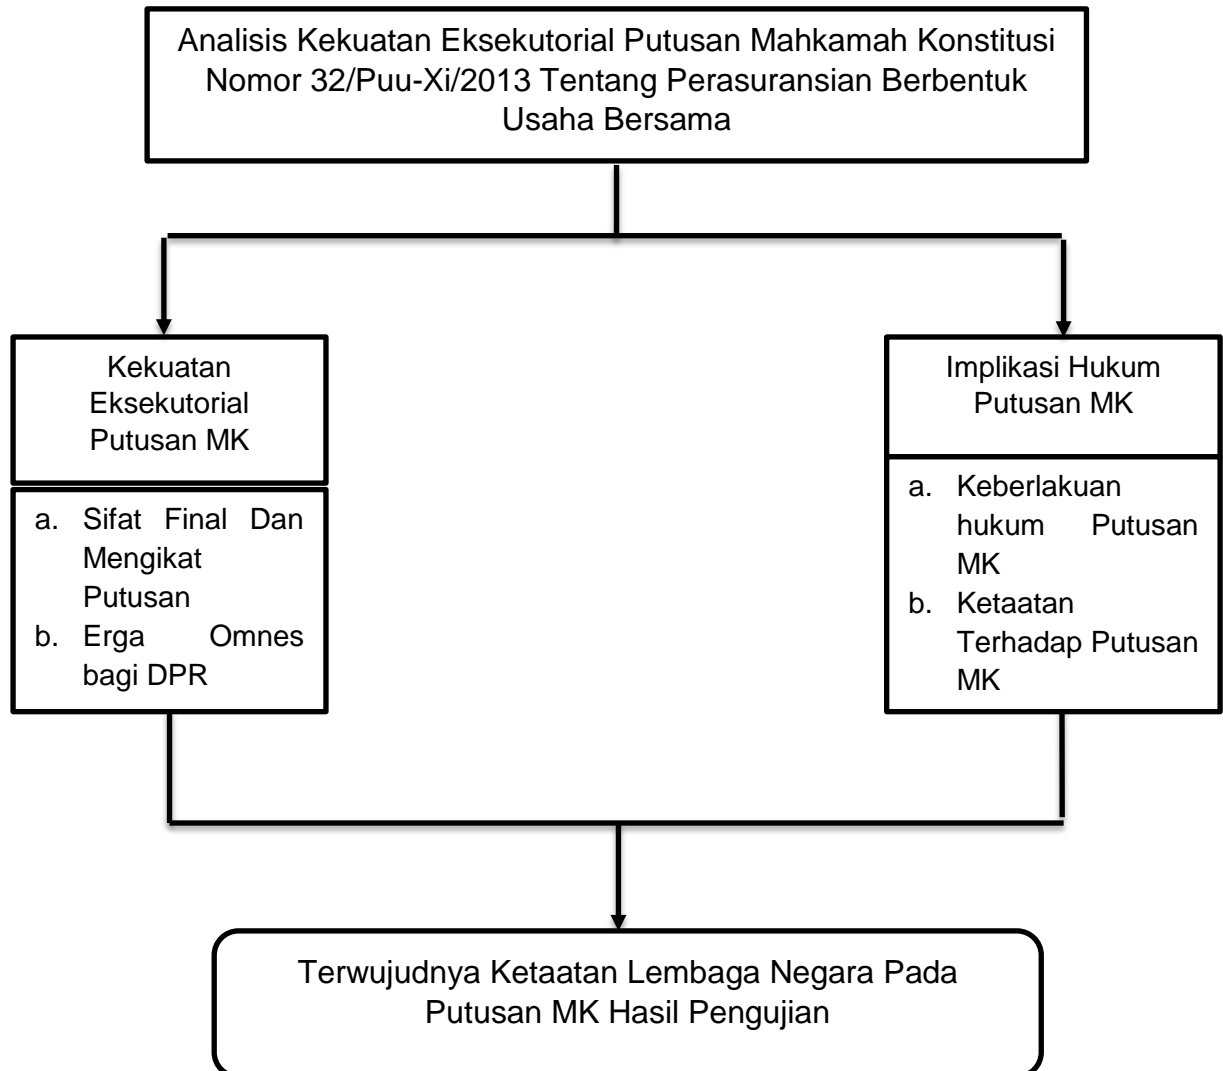 Analisis Kekuatan Eksekutorial Putusan Mahkamah Konstitusi
Nomor 32/Puu-Xi/2013 Tentang Perasuransian Berbentuk
Usaha Bersama
Kekuatan
Eksekutorial
Putusan MK
a. Sifat Final Dan
Mengikat
Putusan
b. Erga Omnes
bagi DPR
Implikasi Hukum
Putusan MK
a. Keberlakuan
hukum Putusan
MK
b. Ketaatan
Terhadap Putusan
MK
Terwujudnya Ketaatan Lembaga Negara Pada
Putusan MK Hasil Pengujian